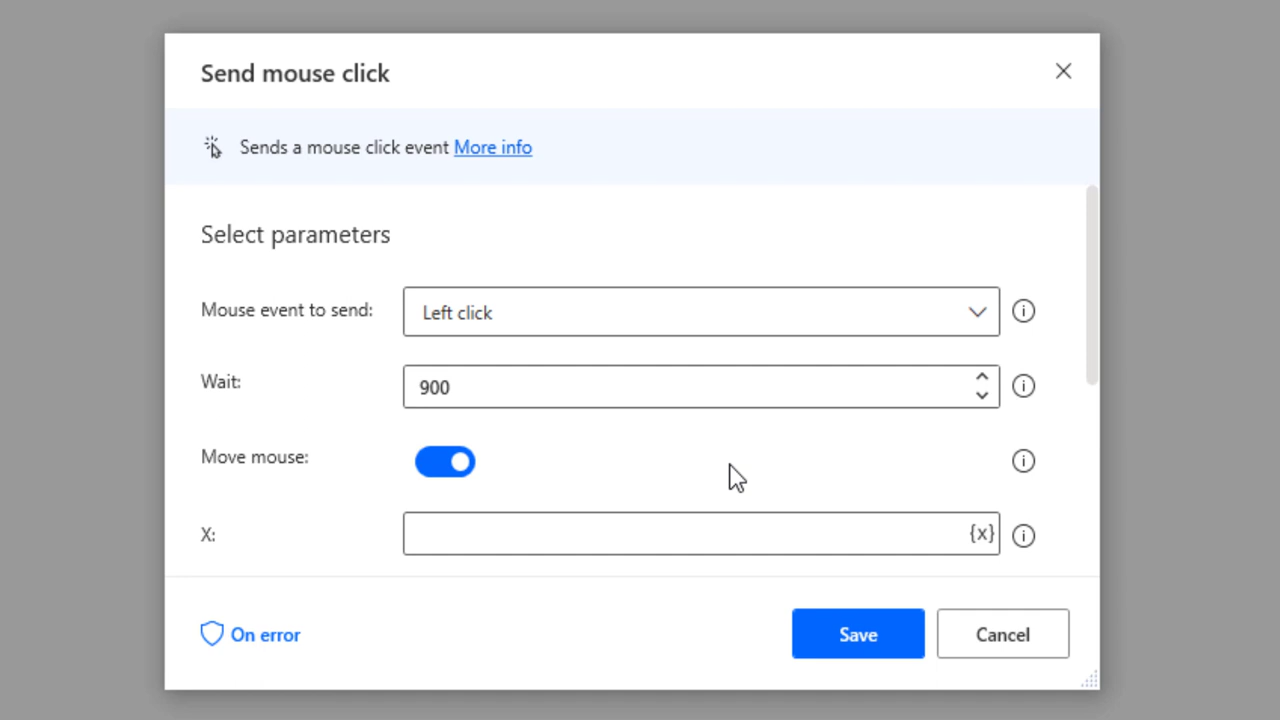 Send mouse click
Sends a mouse click event More info
Select parameters
Mouse event to send: Left click
Wait: 900
Move mouse:
X: {x}
On error Save Cancel